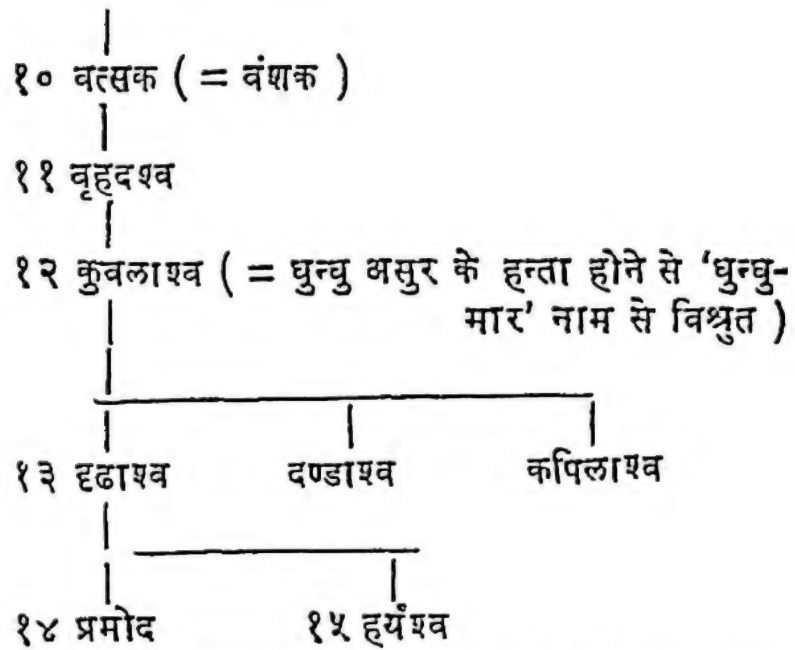 १० वत्सक ( = वंशक )
११ वृहदश्व
१२ कुवलाश्व ( = घुन्घु असुर के हन्ता होने से 'घुन्घु-
मार' नाम से विश्रुत )
१३ दृढाश्व दण्डाश्व कपिलाश्व
१४ प्रमोद १५ हर्यश्व